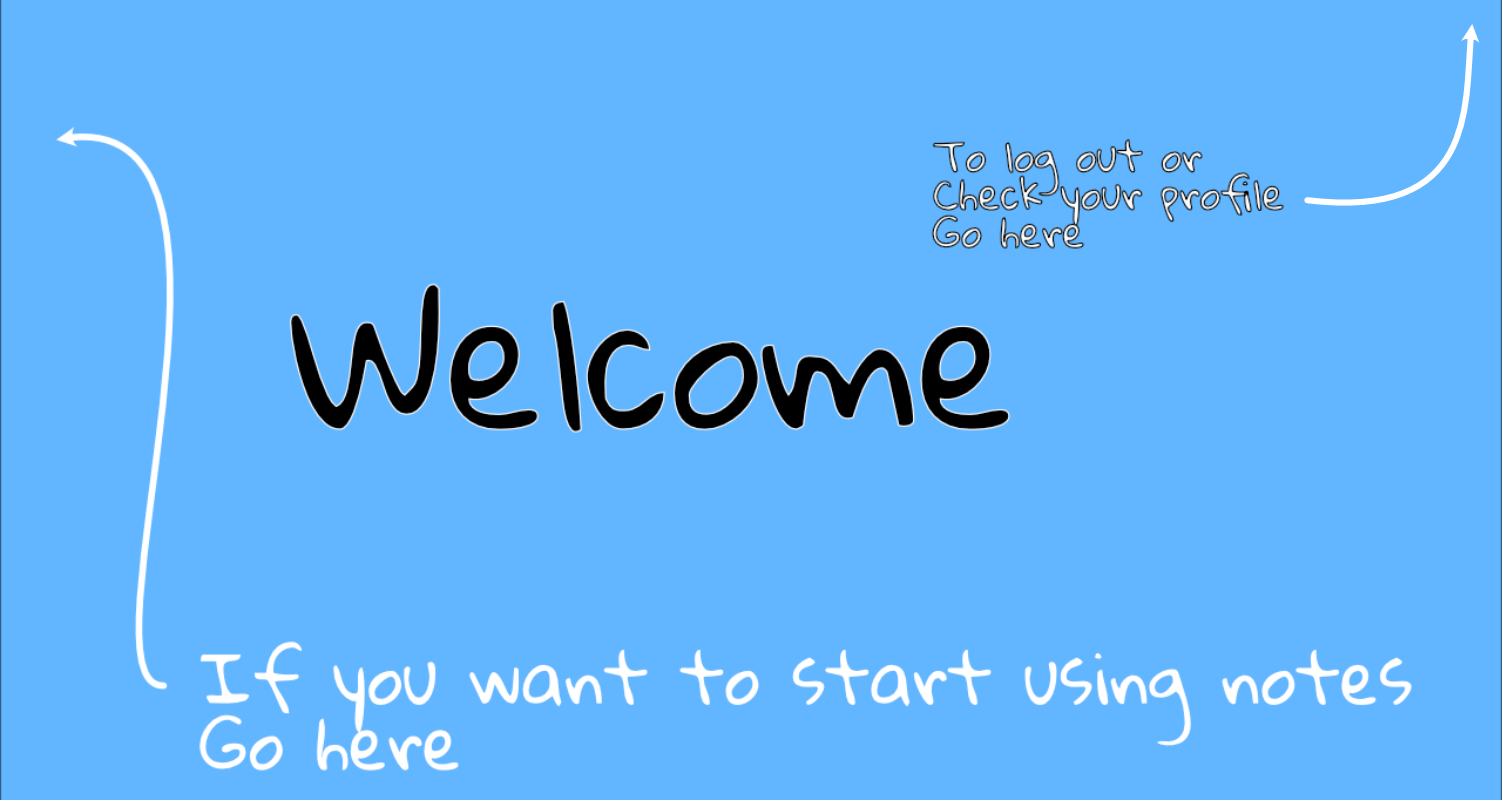 To log out or
Check your profile
Go here
Welcome
If you want to start using notes
Go here